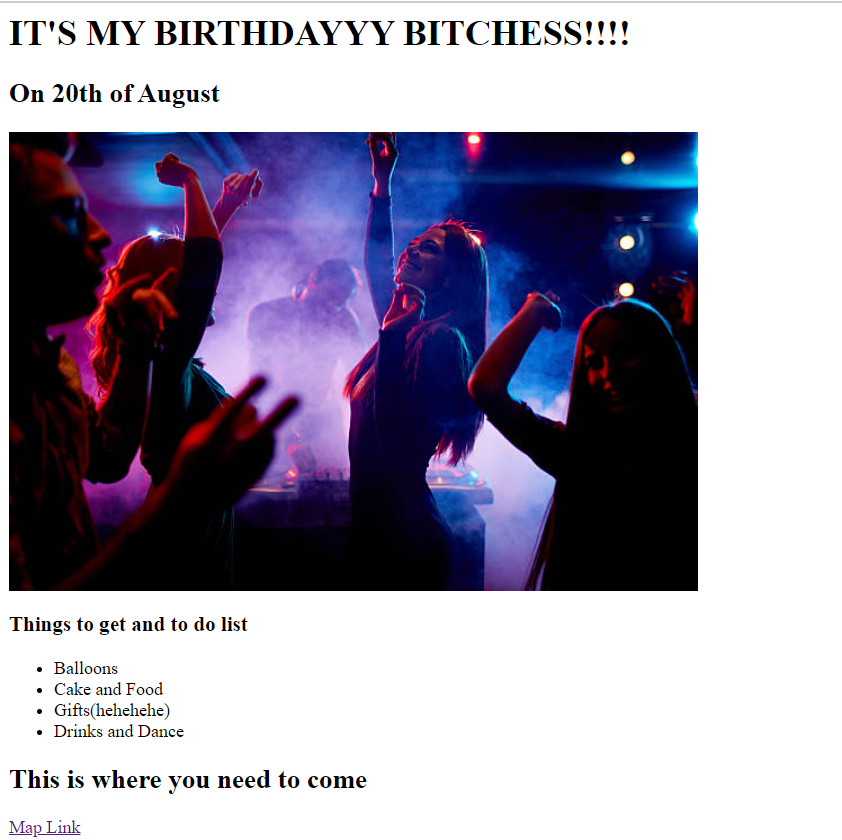 IT'S MY BIRTHDAYYY BITCHESS!!!!
On 20th of August
Things to get and to do list
Balloons
Cake and Food
Gifts(hehehehe)
Drinks and Dance
This is where you need to come
Map Link